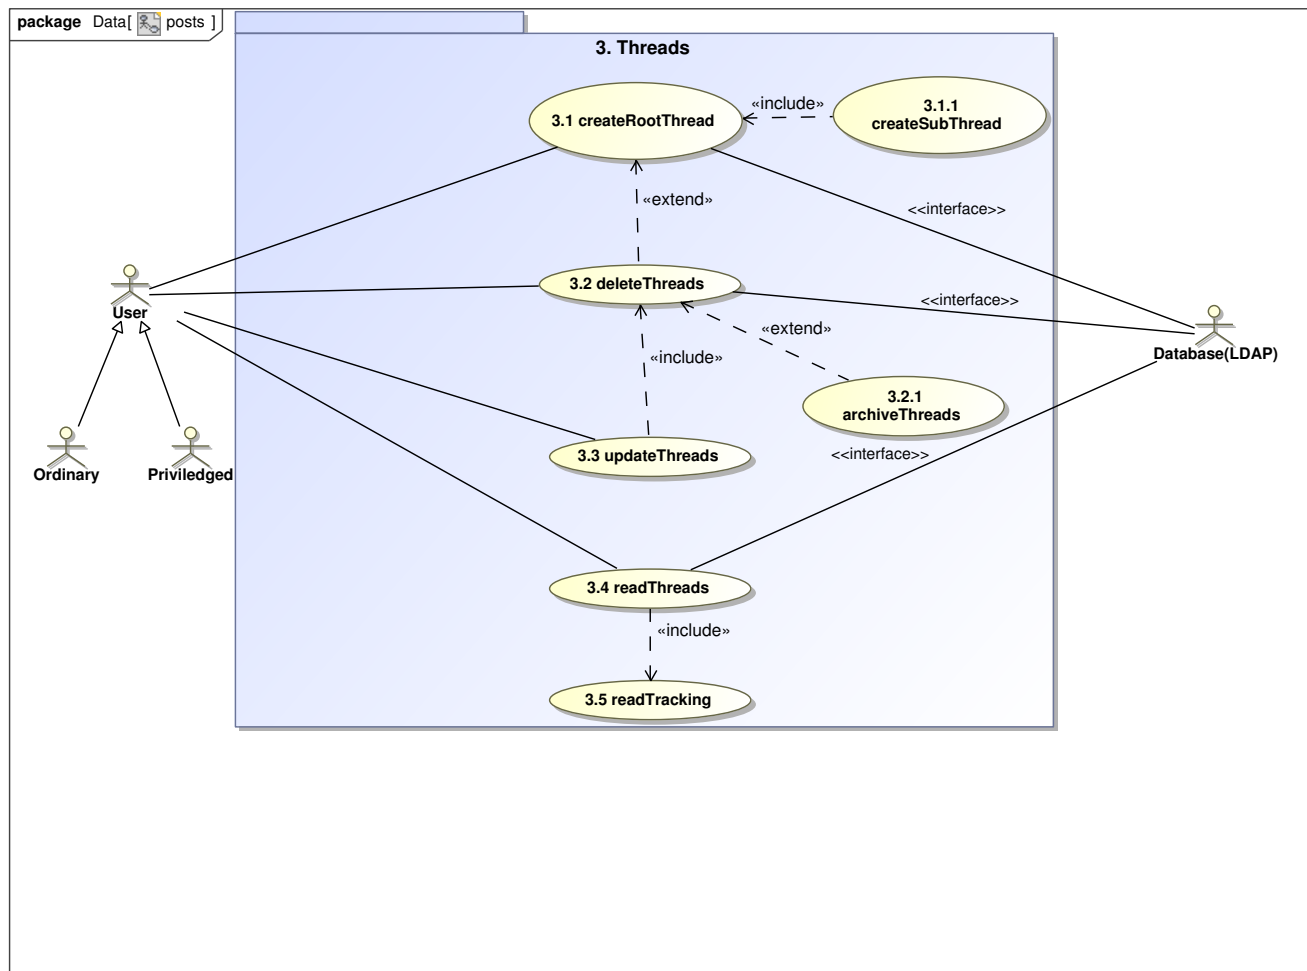 package Data[ posts ]
3. Threads
3.1 createRootThread
«include»
3.1.1
createSubThread
«extend»
<<interface>>
User
3.2 deleteThreads
<<interface>>
«include»
«extend»
Database(LDAP)
3.2.1
archiveThreads
Ordinary
Priviledged
3.3 updateThreads
<<interface>>
3.4 readThreads
«include»
3.5 readTracking